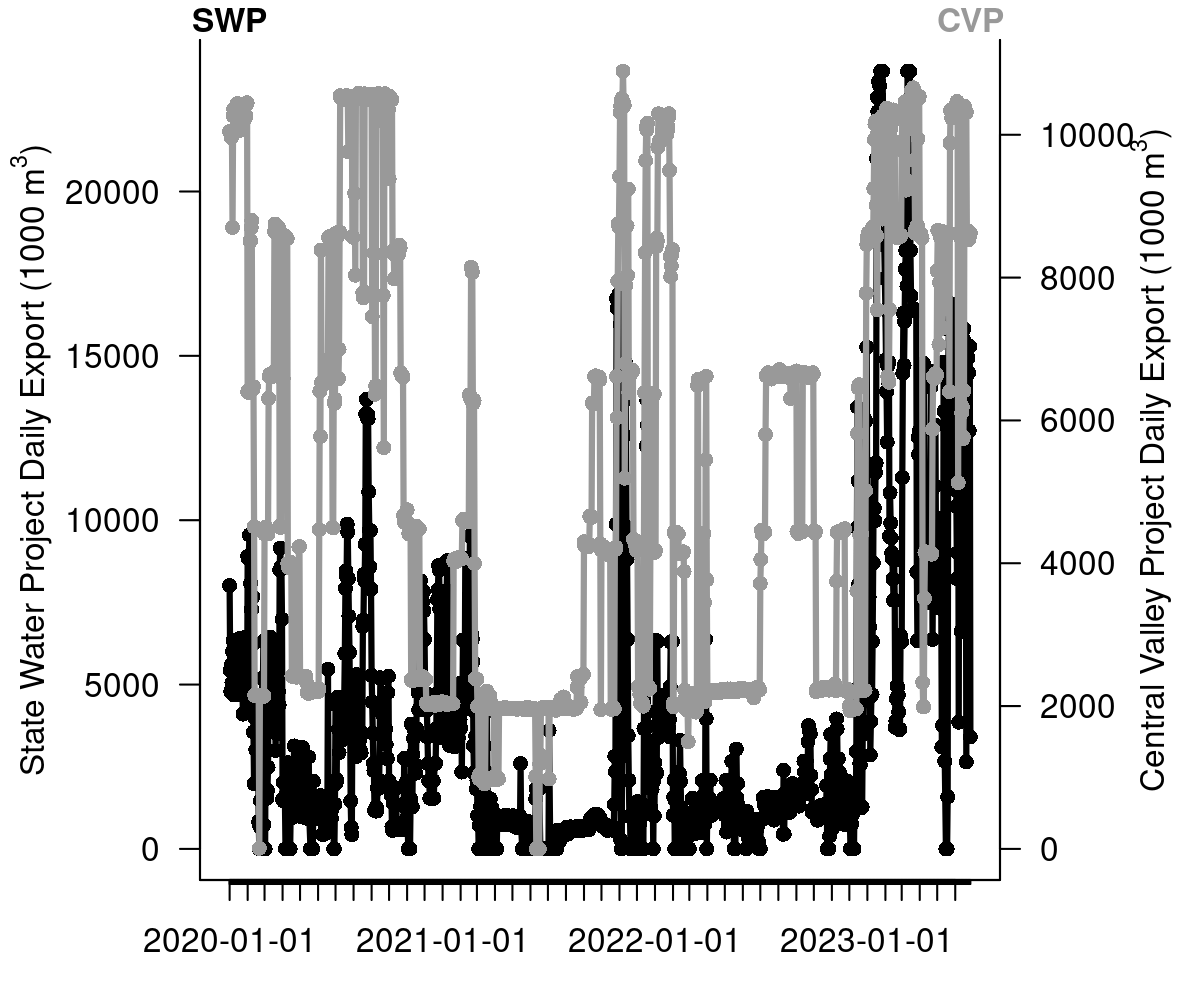 SWP
CVP
State Water Project Daily Export (1000 m³)
20000
15000
10000
5000
0
Central Valley Project Daily Export (1000 m³)
10000
8000
6000
4000
2000
0
2020-01-01 2021-01-01 2022-01-01 2023-01-01